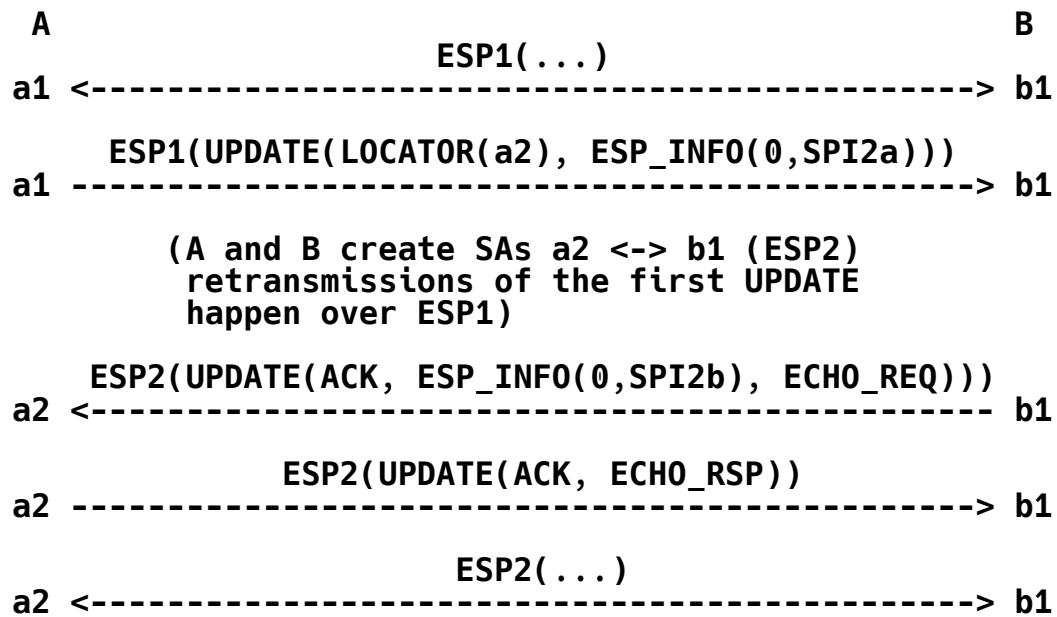 A B
ESP1(...)
a1 <-----------------------------------------------> b1
ESP1(UPDATE(LOCATOR(a2), ESP_INFO(0,SPI2a)))
a1 -----------------------------------------------> b1
(A and B create SAs a2 <-> b1 (ESP2)
retransmissions of the first UPDATE
happen over ESP1)
ESP2(UPDATE(ACK, ESP_INFO(0,SPI2b), ECHO_REQ)))
a2 <----------------------------------------------- b1
ESP2(UPDATE(ACK, ECHO_RSP))
a2 -----------------------------------------------> b1
ESP2(...)
a2 <-----------------------------------------------> b1